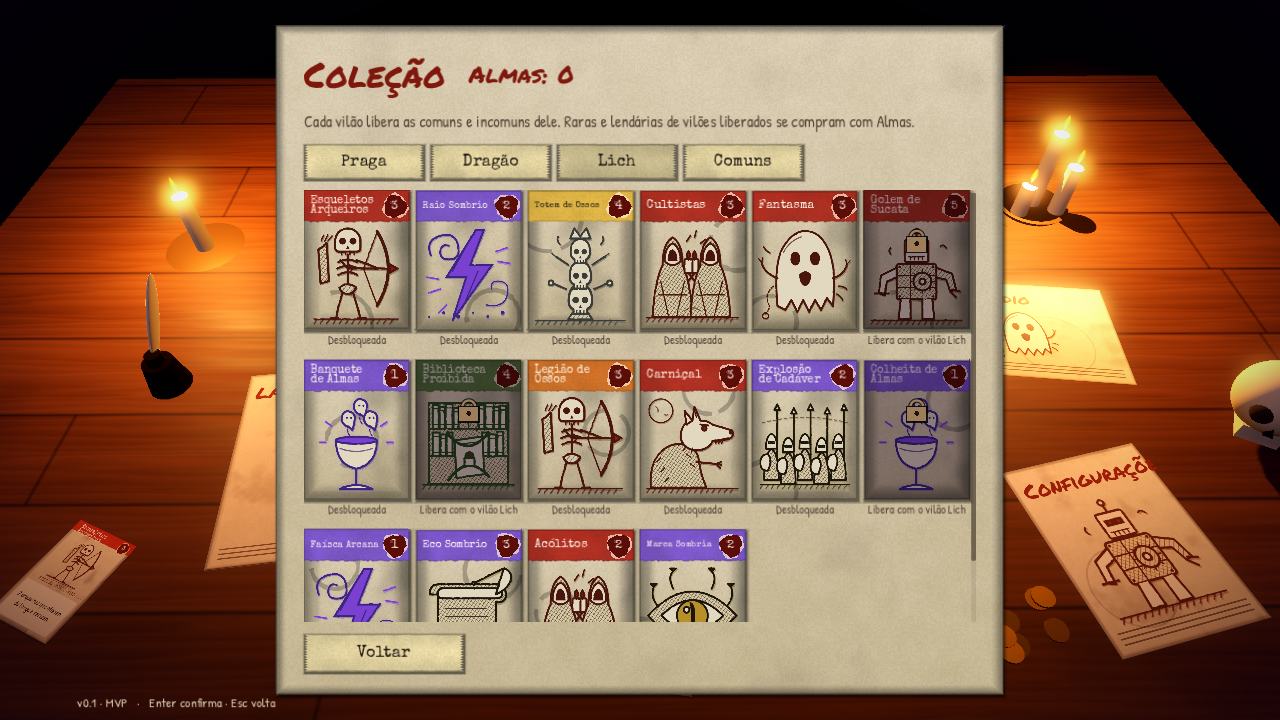 Coleção Almas: 0
Cada vilão libera as comuns e incomuns dele. Raras e lendárias de vilões liberados se compram com Almas.
Praga Dragão Lich Comuns
Esqueletos Arqueiros 3
Raio Sombrio 2
Totem de Ossos 4
Cultistas 3
Fantasma 3
Golem de Sucata 5
Desbloqueada Desbloqueada Desbloqueada Desbloqueada Desbloqueada Libera com o vilão Lich
Banquete de Almas 1
Biblioteca Proibida 4
Legião de Ossos 3
Carniçal 3
Explosão de Cadáver 2
Colheita de Almas 1
Desbloqueada Libera com o vilão Lich Desbloqueada Desbloqueada Desbloqueada Libera com o vilão Lich
Faísca Arcana 1
Eco Sombrio 3
Acólitos 2
Marca Sombria 2
Voltar
Configuraçõe
v0.1 · MVP · Enter confirma · Esc volta